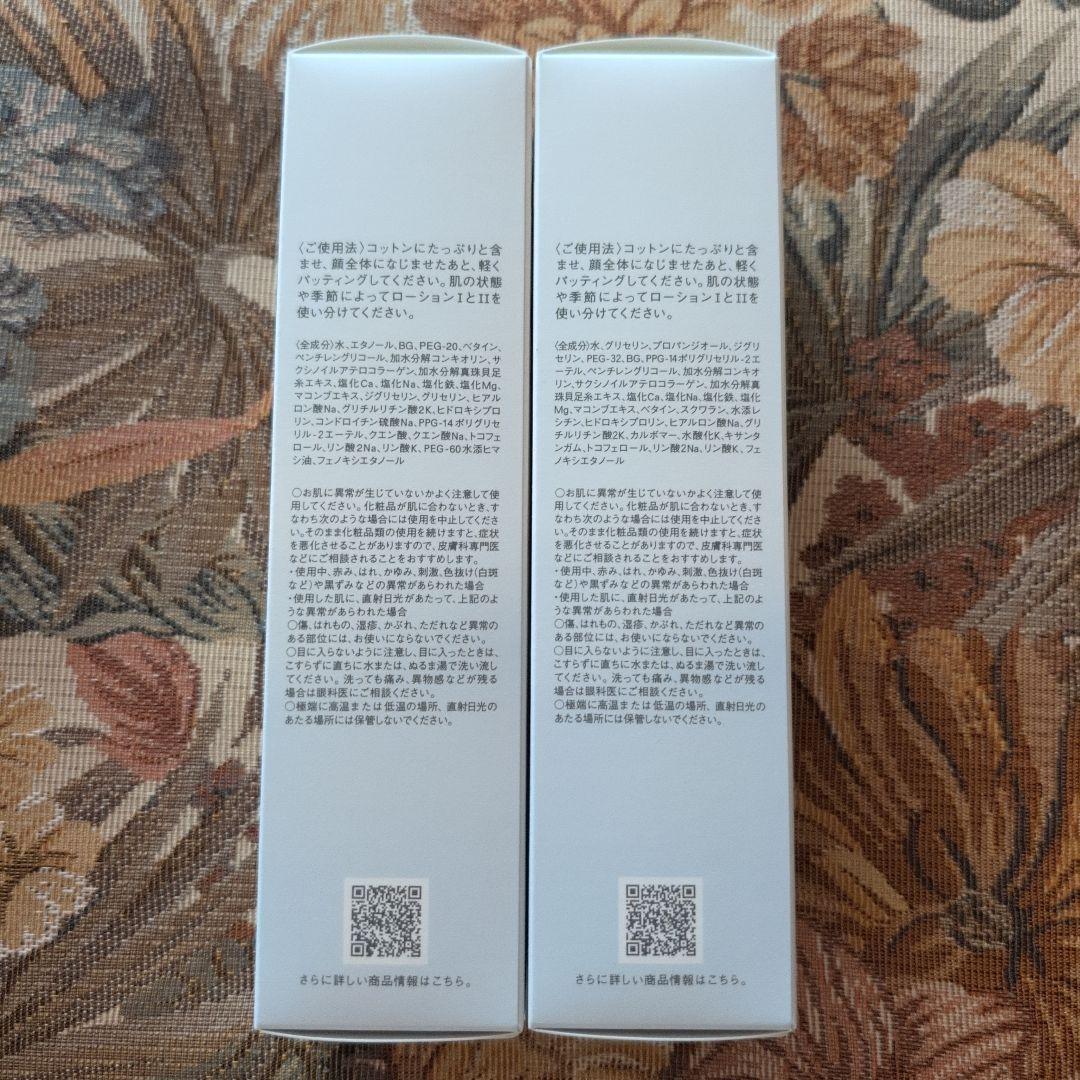 〈ご使用法〉コットンにたっぷりと含
ませ、顔全体になじませたあと、軽く
パッティングしてください。肌の状態
や季節によってローションIとIIを
使い分けてください。
〈全成分〉水、エタノール、BG、PEG-20、ベタイン、
ペンチレングリコール、加水分解コンキオリン、サ
クシノイルアテロコラーゲン、加水分解真珠貝足
糸エキス、塩化Ca、塩化Na、塩化鉄、塩化Mg、
マコンブエキス、ジグリセリン、グリセリン、ヒアル
ロン酸Na、グリチルリチン酸2K、ヒドロキシプロ
リン、コンドロイチン硫酸Na、PPG-14ポリグリセ
リル-2エーテル、クエン酸、クエン酸Na、トコフェ
ロール、リン酸2Na、リン酸K、PEG-60水添ヒマ
シ油、フェノキシエタノール
○お肌に異常が生じていないかよく注意して使
用してください。化粧品が肌に合わないとき、す
なわち次のような場合には使用を中止してくださ
い。そのまま化粧品類の使用を続けますと、症状
を悪化させることがありますので、皮膚科専門医
などにご相談されることをおすすめします。
・使用中、赤み、はれ、かゆみ、刺激、色抜け(白斑
など)や黒ずみなどの異常があらわれた場合
・使用した肌に、直射日光があたって、上記のよ
うな異常があらわれた場合
○傷、はれもの、湿疹、かぶれ、ただれなど異常の
ある部位には、お使いにならないでください。
○目に入らないように注意し、目に入ったときは、
こすらずに直ちに水または、ぬるま湯で洗い流し
てください。洗っても痛み、異物感などが残る
場合は眼科医にご相談ください。
○極端に高温または低温の場所、直射日光の
あたる場所には保管しないでください。
さらに詳しい商品情報はこちら。
〈ご使用法〉コットンにたっぷりと含
ませ、顔全体になじませたあと、軽く
パッティングしてください。肌の状態
や季節によってローションIとIIを
使い分けてください。
〈全成分〉水、グリセリン、プロパンジオール、ジグリ
セリン、PEG-32、BG、PPG-14ポリグリセリル-2エ
ーテル、ペンチレングリコール、加水分解コンキオ
リン、サクシノイルアテロコラーゲン、加水分解真
珠貝足糸エキス、塩化Ca、塩化Na、塩化鉄、塩化
Mg、マコンブエキス、ベタイン、スクワラン、水添レ
シチン、ヒドロキシプロリン、ヒアルロン酸Na、グリ
チルリチン酸2K、カルボマー、水酸化K、キサンタ
ンガム、トコフェロール、リン酸2Na、リン酸K、フェ
ノキシエタノール
○お肌に異常が生じていないかよく注意して使
用してください。化粧品が肌に合わないとき、す
なわち次のような場合には使用を中止してくださ
い。そのまま化粧品類の使用を続けますと、症状
を悪化させることがありますので、皮膚科専門医
などにご相談されることをおすすめします。
・使用中、赤み、はれ、かゆみ、刺激、色抜け(白斑
など)や黒ずみなどの異常があらわれた場合
・使用した肌に、直射日光があたって、上記のよ
うな異常があらわれた場合
○傷、はれもの、湿疹、かぶれ、ただれなど異常の
ある部位には、お使いにならないでください。
○目に入らないように注意し、目に入ったときは、
こすらずに直ちに水または、ぬるま湯で洗い流し
てください。洗っても痛み、異物感などが残る
場合は眼科医にご相談ください。
○極端に高温または低温の場所、直射日光の
あたる場所には保管しないでください。
さらに詳しい商品情報はこちら。